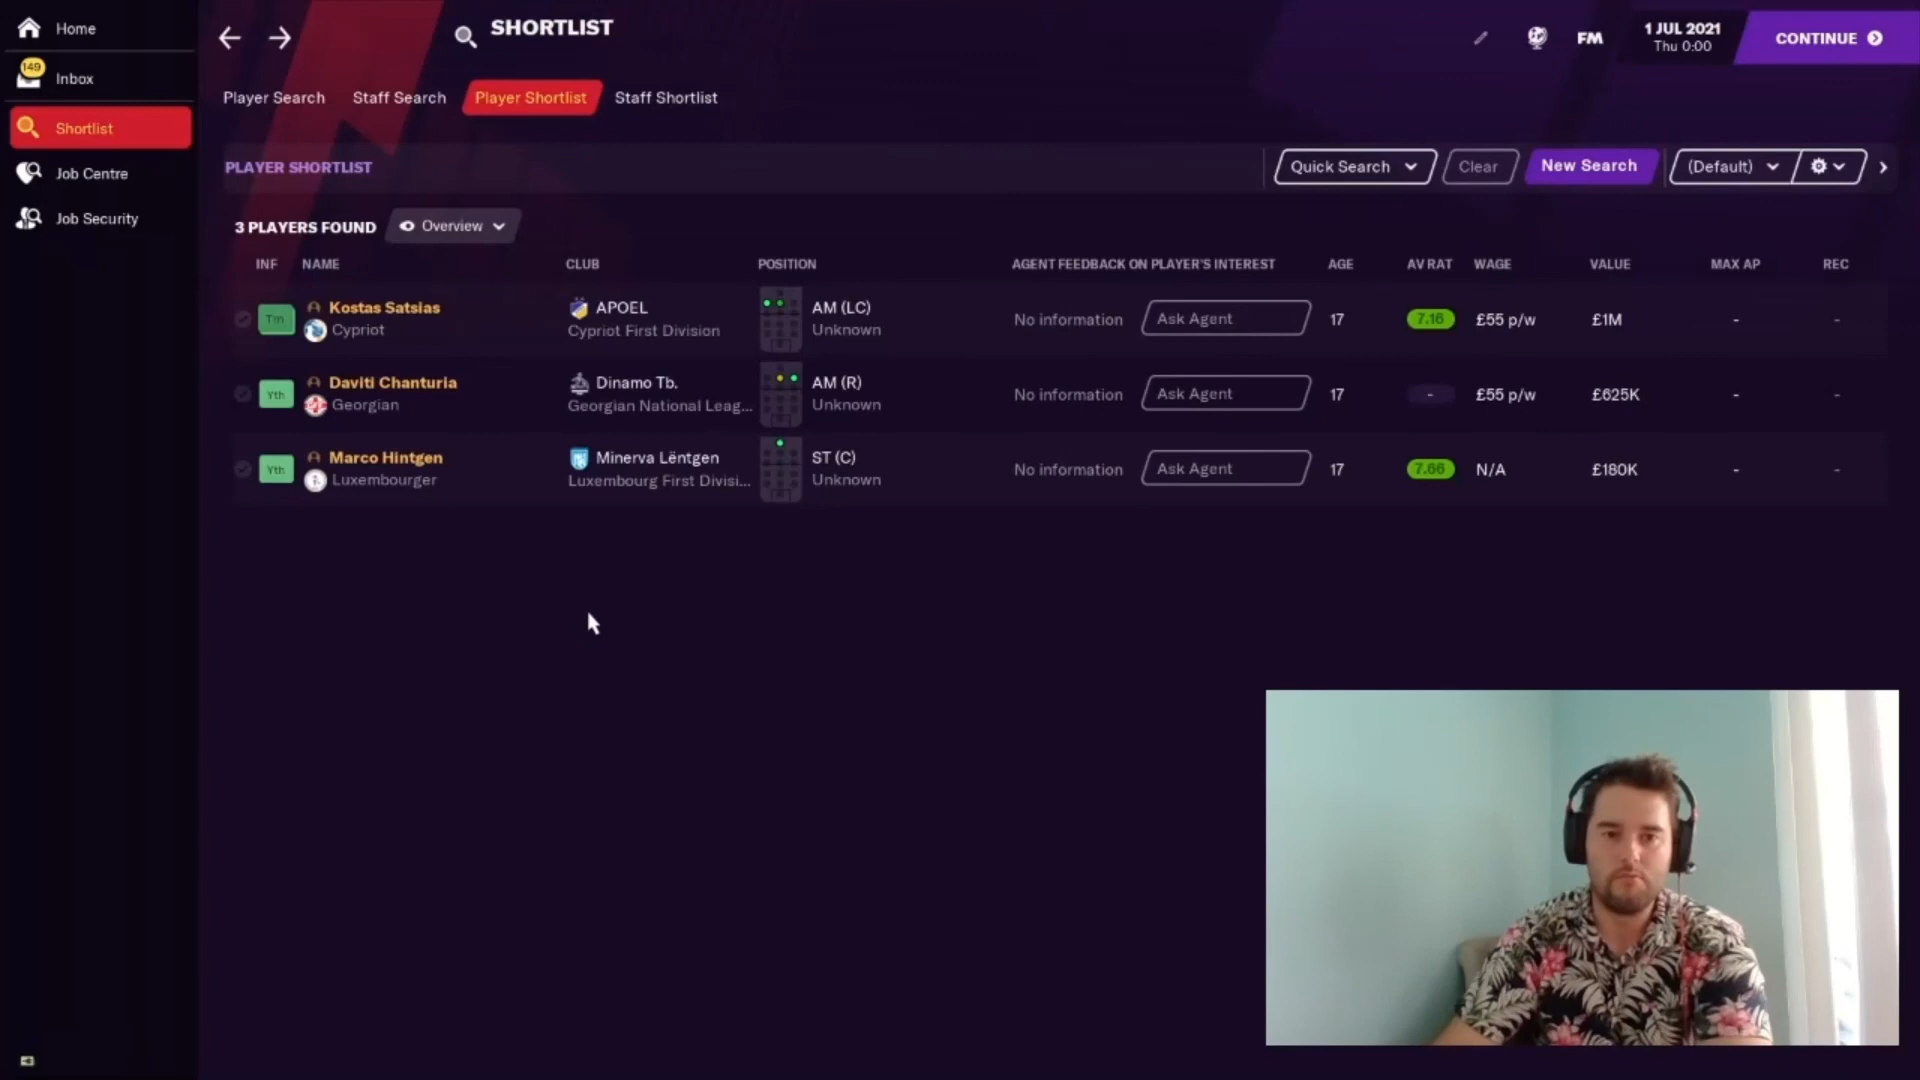 Home
149
Inbox
Shortlist
Job Centre
Job Security
SHORTLIST
FM
1 JUL 2021
Thu 0:00
CONTINUE
Player Search Staff Search Player Shortlist Staff Shortlist
PLAYER SHORTLIST
Quick Search Clear New Search (Default)
3 PLAYERS FOUND Overview
INF NAME CLUB POSITION AGENT FEEDBACK ON PLAYER'S INTEREST AGE AV RAT WAGE VALUE MAX AP REC
Trn Kostas Satsias APOEL AM (LC) No information Ask Agent 17 7.16 £55 p/w £1M - -
Cypriot Cypriot First Division Unknown
Yth Daviti Chanturia Dinamo Tb. AM (R) No information Ask Agent 17 - £55 p/w £625K - -
Georgian Georgian National Leag... Unknown
Yth Marco Hintgen Minerva Lëntgen ST (C) No information Ask Agent 17 7.66 N/A £180K - -
Luxembourger Luxembourg First Divisi... Unknown